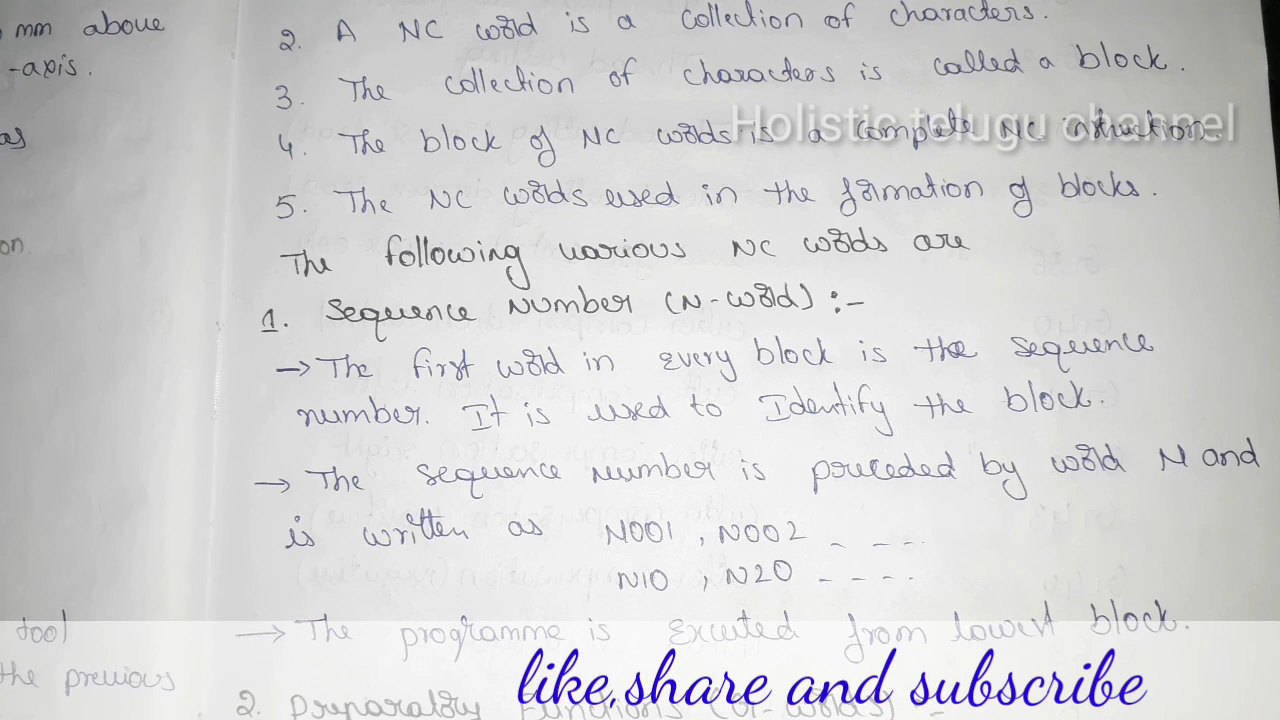 mm above
-axis.
as
on.
tool
the previous
2. A NC word is a collection of characters.
3. The collection of characters is called a block.
Holistic telugu channel
4. The block of NC words is a complete NC instruction.
5. The NC words used in the formation of blocks.
The following various NC words are
1. Sequence Number (N-word) :-
→ The first word in every block is the sequence
number. It is used to Identify the block.
→ The sequence Number is preceded by word N and
is written as N001, N002 - - - - ..
N10, N20 - - - - ..
→ The programme is Excuted from lowest block.
like,share and subscribe
2. Preparatory Functions (G-words) :-